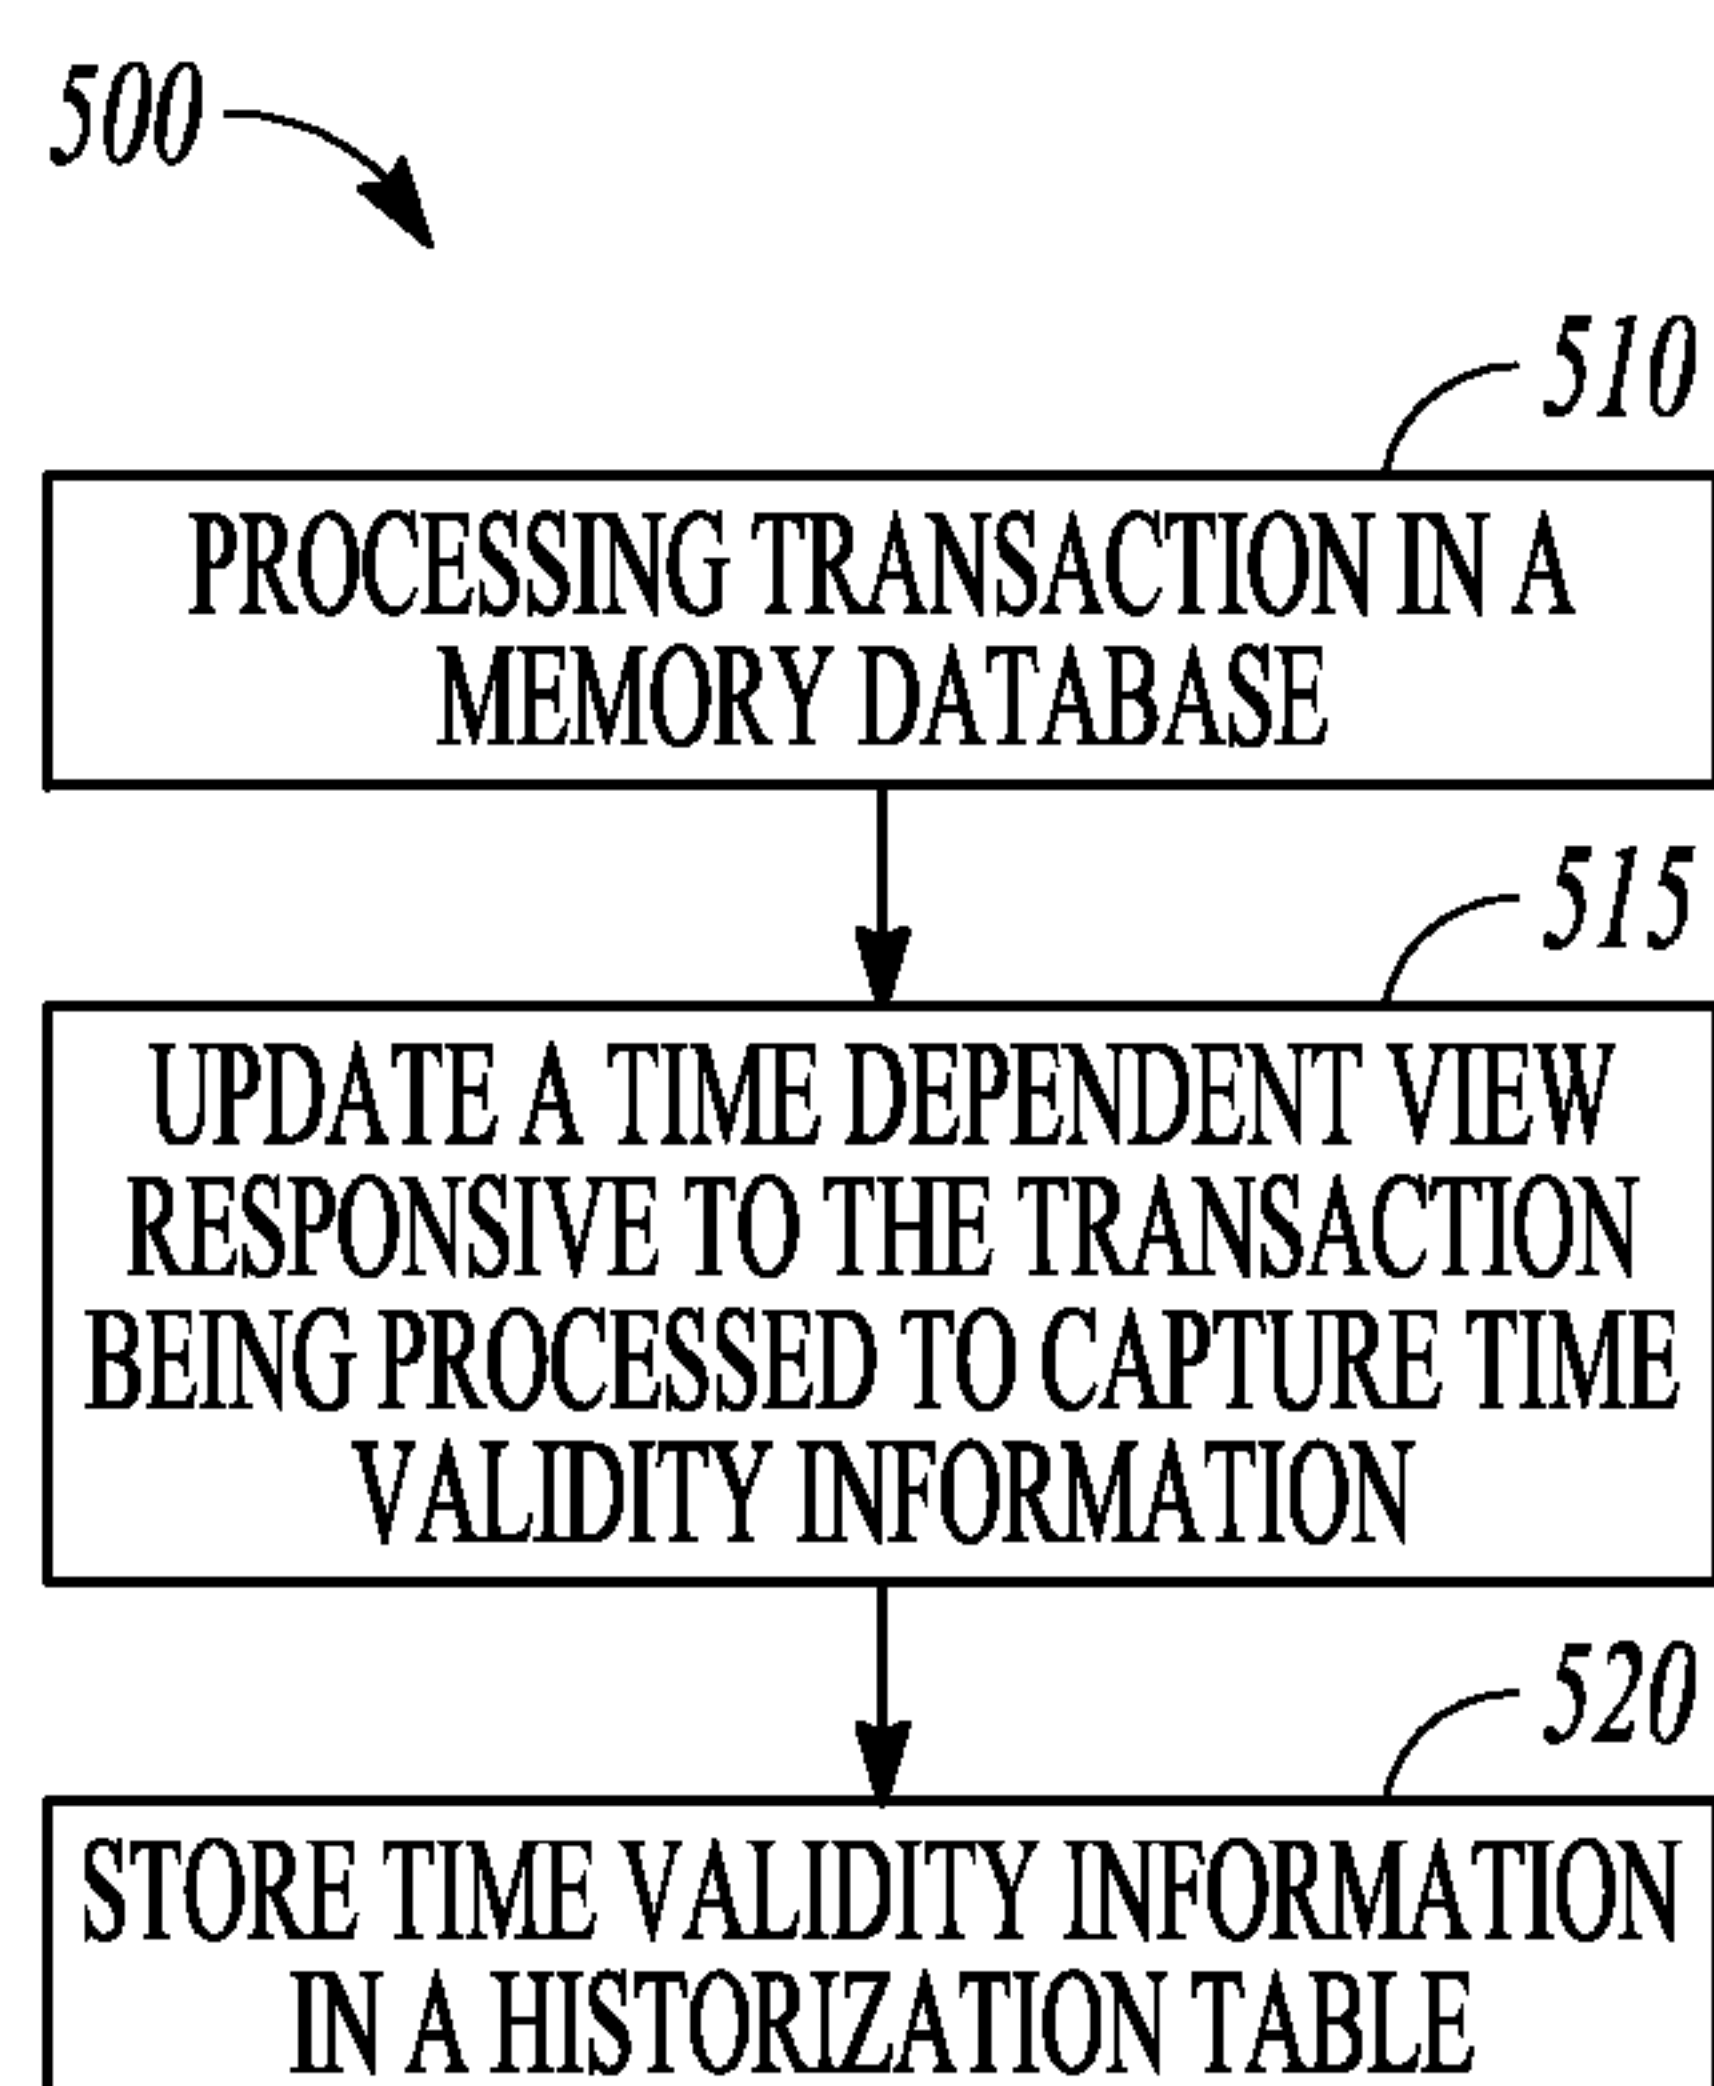 500
510
PROCESSING TRANSACTION IN A
MEMORY DATABASE
515
UPDATE A TIME DEPENDENT VIEW
RESPONSIVE TO THE TRANSACTION
BEING PROCESSED TO CAPTURE TIME
VALIDITY INFORMATION
520
STORE TIME VALIDITY INFORMATION
IN A HISTORIZATION TABLE